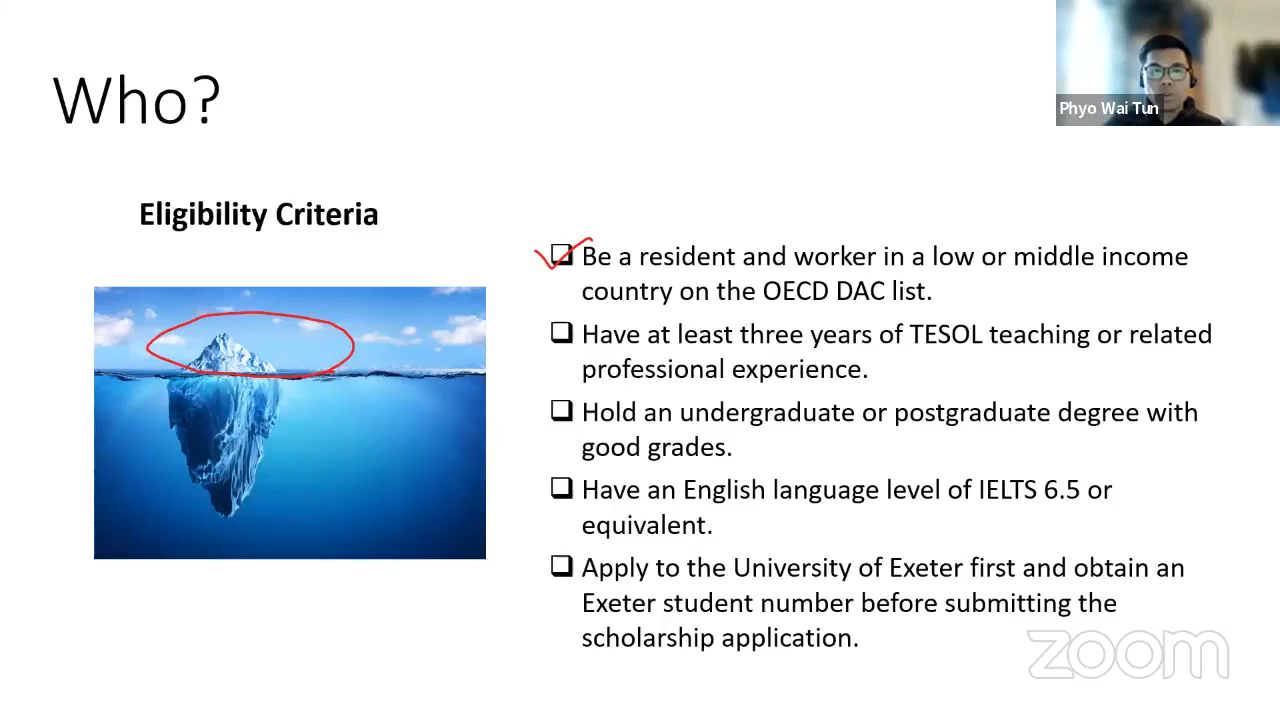 Who?
Phyo Wai Tun
Eligibility Criteria
❑ Be a resident and worker in a low or middle income
country on the OECD DAC list.
❑ Have at least three years of TESOL teaching or related
professional experience.
❑ Hold an undergraduate or postgraduate degree with
good grades.
❑ Have an English language level of IELTS 6.5 or
equivalent.
❑ Apply to the University of Exeter first and obtain an
Exeter student number before submitting the
scholarship application.
zoom